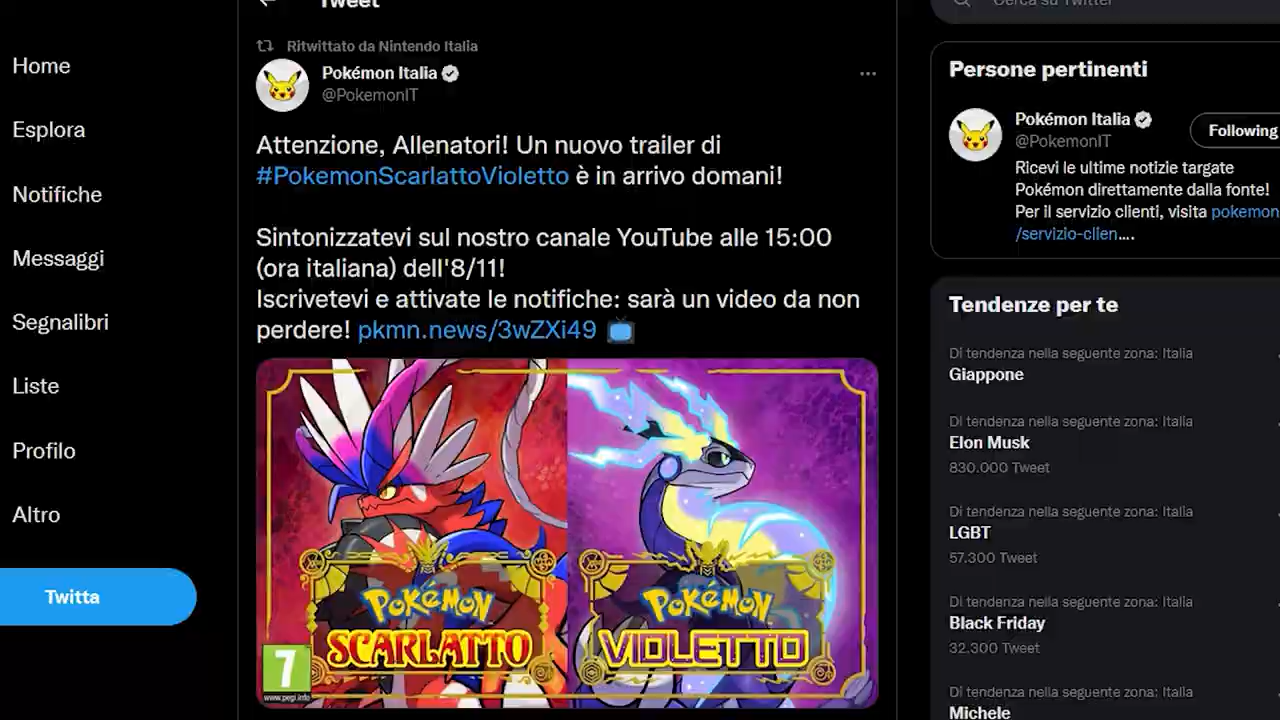 Tweet
Cerca su Twitter
Home
Esplora
Notifiche
Messaggi
Segnalibri
Liste
Profilo
Altro
Twitta
Ritwittato da Nintendo Italia
Pokémon Italia
@PokemonIT
Attenzione, Allenatori! Un nuovo trailer di
#PokemonScarlattoVioletto è in arrivo domani!
Sintonizzatevi sul nostro canale YouTube alle 15:00
(ora italiana) dell'8/11!
Iscrivetevi e attivate le notifiche: sarà un video da non
perdere! pkmn.news/3wZXi49
POKéMON
SCARLATTO
POKéMON
VIOLETTO
7
www.pegi.info
Persone pertinenti
Pokémon Italia
@PokemonIT
Following
Ricevi le ultime notizie targate
Pokémon direttamente dalla fonte!
Per il servizio clienti, visita pokemon
/servizio-clien....
Tendenze per te
Di tendenza nella seguente zona: Italia
Giappone
Di tendenza nella seguente zona: Italia
Elon Musk
830.000 Tweet
Di tendenza nella seguente zona: Italia
LGBT
57.300 Tweet
Di tendenza nella seguente zona: Italia
Black Friday
32.300 Tweet
Di tendenza nella seguente zona: Italia
Michele